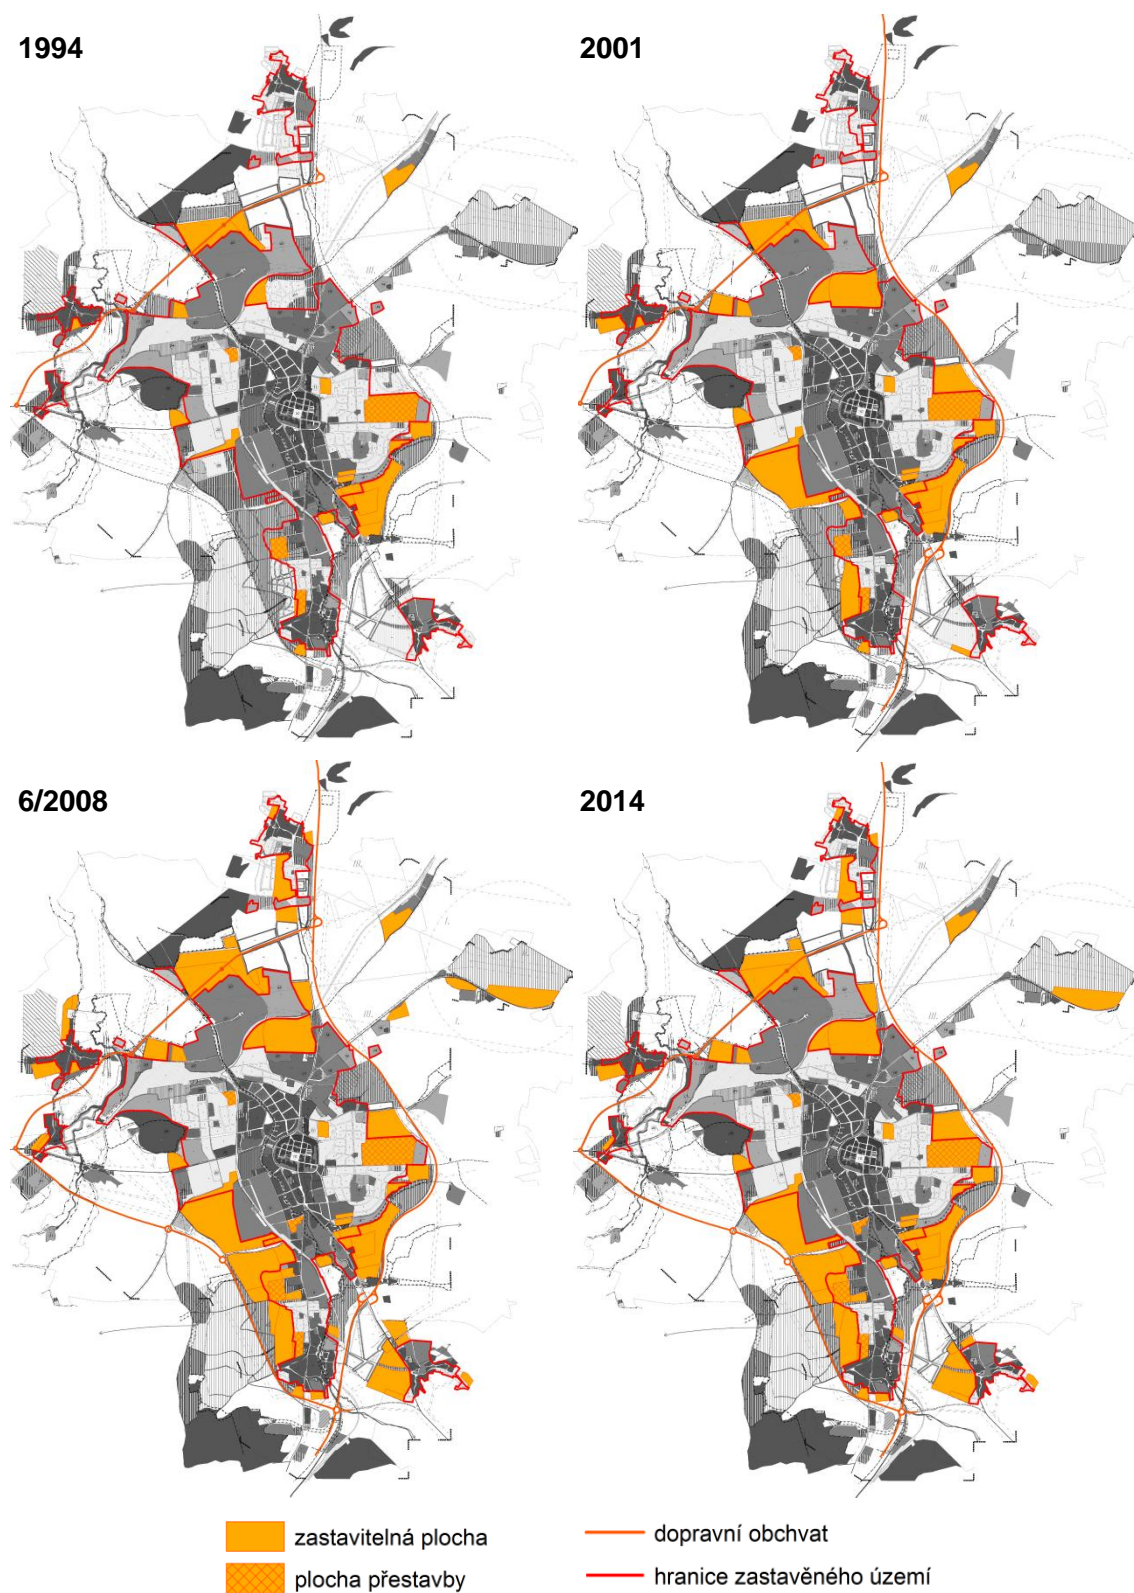 1994
2001
6/2008
2014
zastavitelná plocha
dopravní obchvat
plocha přestavby
hranice zastavěného území